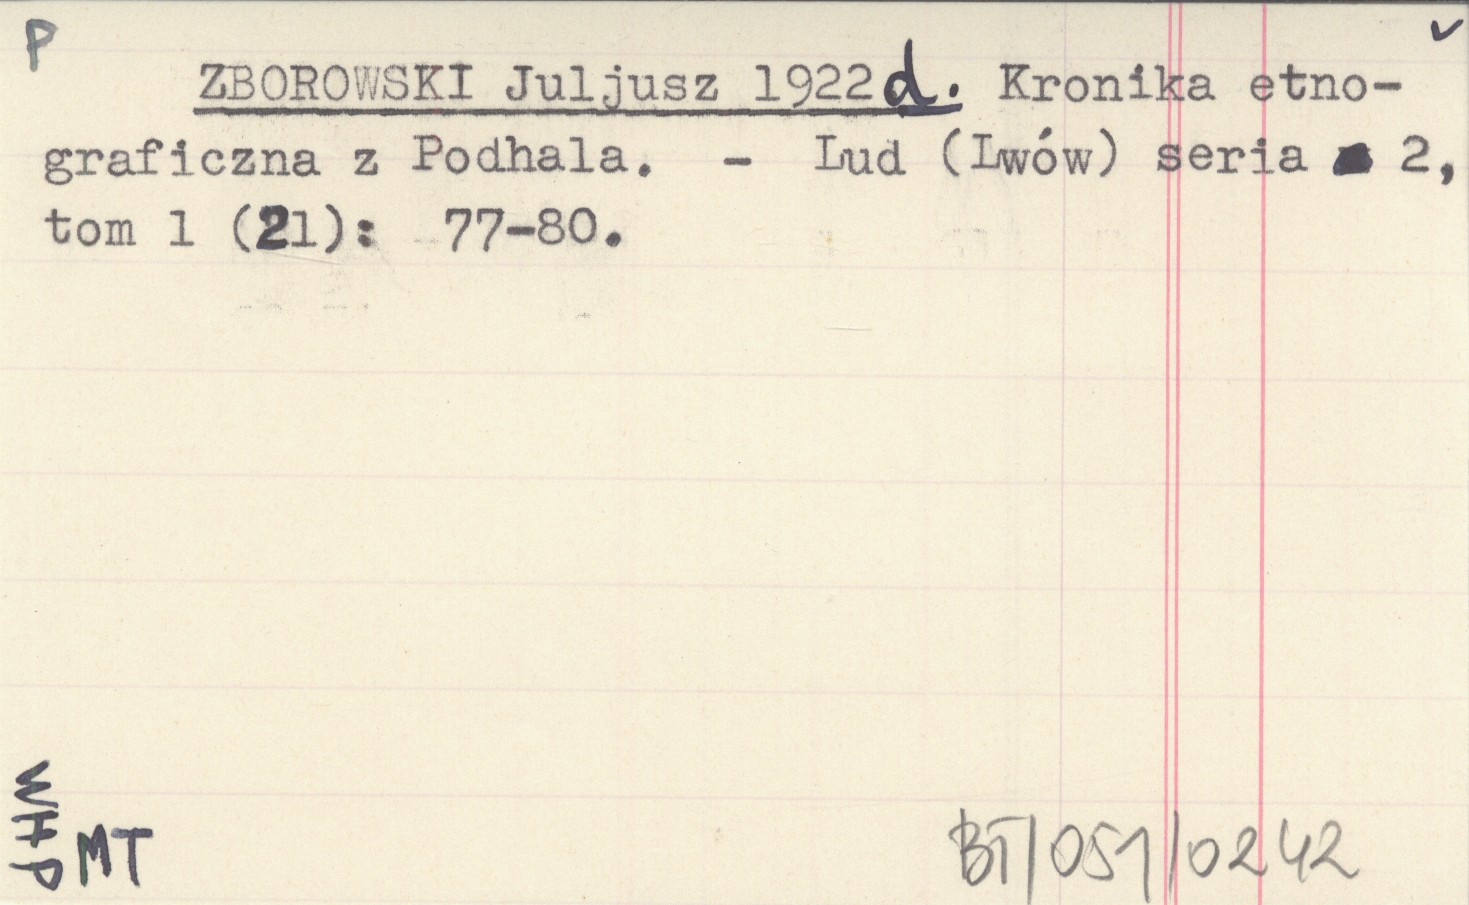 P
ZBOROWSKI Juljusz 1922d. Kronika etno-
graficzna z Podhala. - Lud (Lwów) seria 2,
tom 1 (21): 77-80.
WHP
MT
BT/051/0242